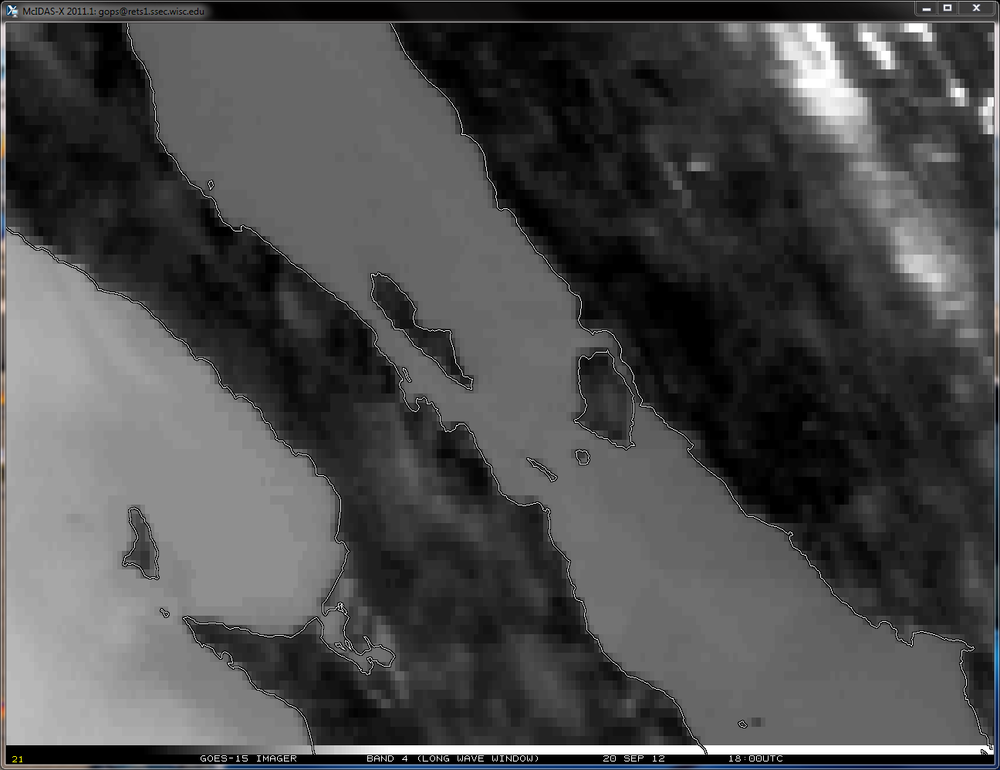 McIDAS-X 2011.1: gops@rets1.ssec.wisc.edu
21 GOES-15 IMAGER BAND 4 (LONG WAVE WINDOW) 20 SEP 12 18:00UTC